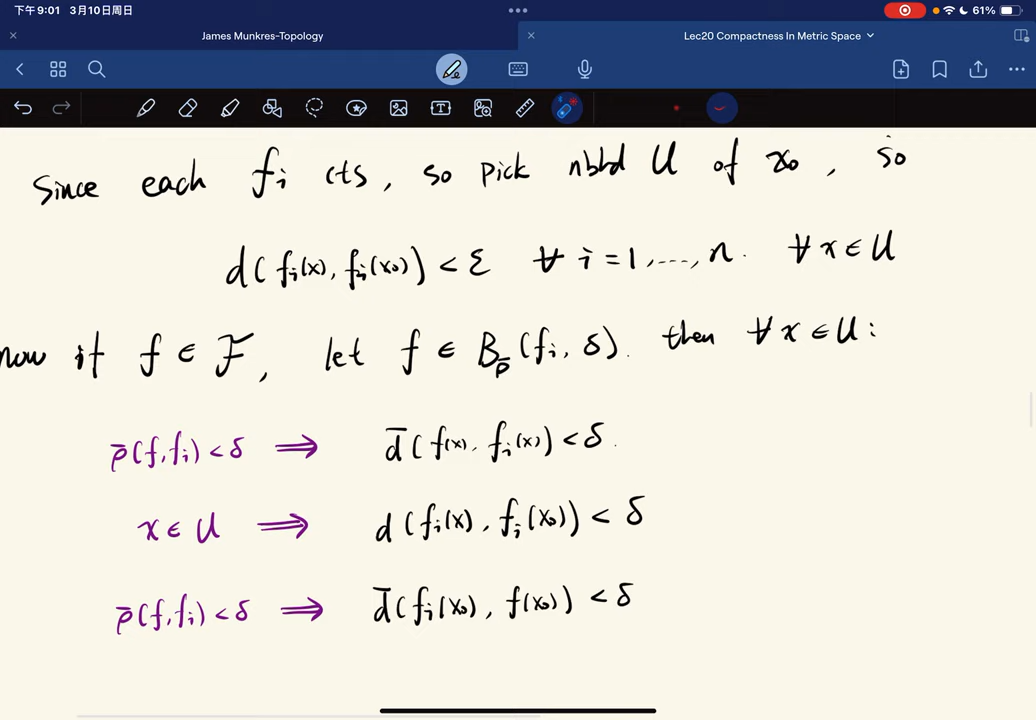 下午9:01 3月10日周日
61%
James Munkres-Topology
Lec20 Compactness In Metric Space
Since each fᵢ cts, so pick nbhd U of x₀, so
d(fᵢ(x), fᵢ(x₀)) < ε ∀ i=1,...,n. ∀ x ∈ U
now if f ∈ ℱ, let f ∈ B_ρ̄(fᵢ, δ). then ∀ x ∈ U:
ρ̄(f, fᵢ) < δ ⟹ d̄(f(x), fᵢ(x)) < δ.
x ∈ U ⟹ d(fᵢ(x), fᵢ(x₀)) < δ
ρ̄(f, fᵢ) < δ ⟹ d̄(fᵢ(x₀), f(x₀)) < δ